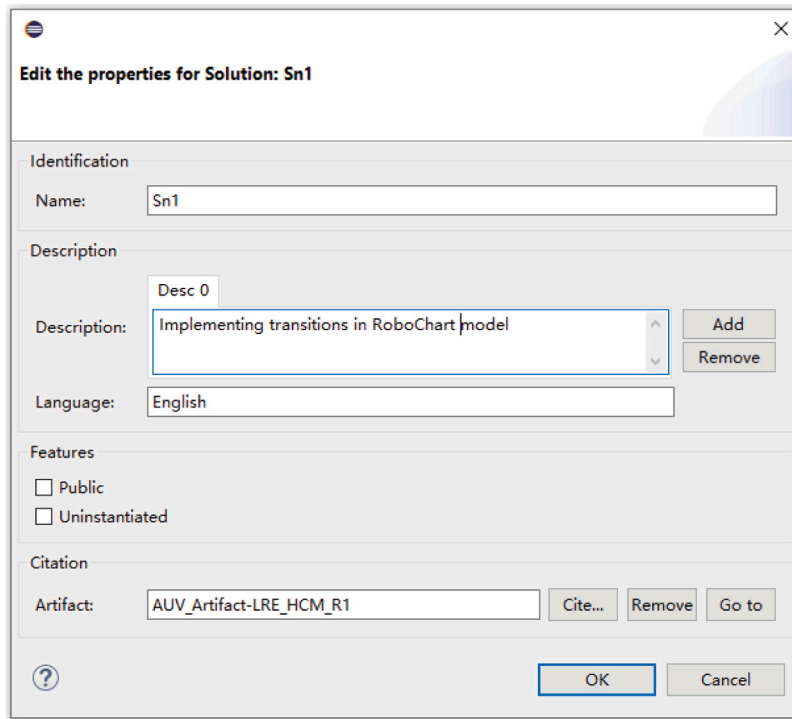 Edit the properties for Solution: Sn1
Identification
Name: Sn1
Description
Desc 0
Description: Implementing transitions in RoboChart model
Add
Remove
Language: English
Features
Public
Uninstantiated
Citation
Artifact: AUV_Artifact-LRE_HCM_R1 Cite... Remove Go to
? OK Cancel